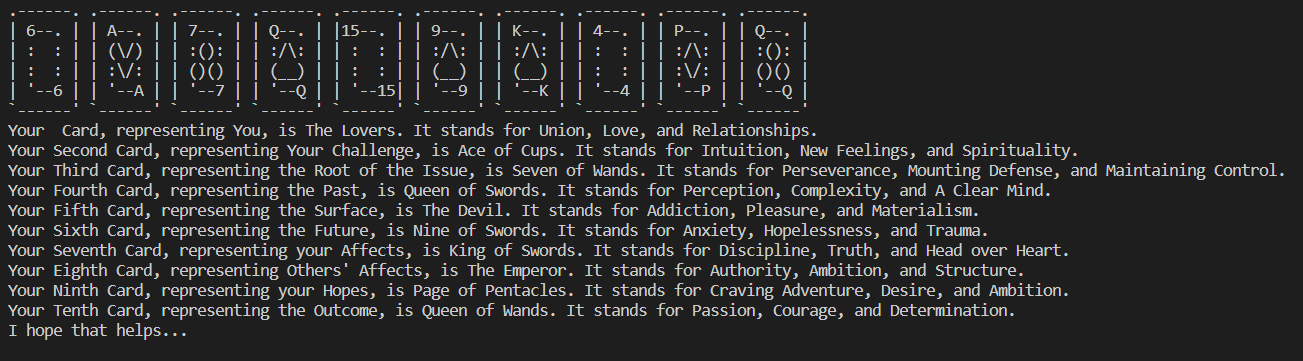 .------. .------. .------. .------. .------. .------. .------. .------. .------. .------.
| 6--. | | A--. | | 7--. | | Q--. | |15--. | | 9--. | | K--. | | 4--. | | P--. | | Q--. |
| :  : | | (\/) | | :(): | | :/\: | | :  : | | :/\: | | :/\: | | :  : | | :/\: | | :(): |
| :  : | | :\/: | | ()() | | (__) | | :  : | | (__) | | (__) | | :  : | | :\/: | | ()() |
| '--6 | | '--A | | '--7 | | '--Q | | '--15| | '--9 | | '--K | | '--4 | | '--P | | '--Q |
`------' `------' `------' `------' `------' `------' `------' `------' `------' `------'
Your  Card, representing You, is The Lovers. It stands for Union, Love, and Relationships.
Your Second Card, representing Your Challenge, is Ace of Cups. It stands for Intuition, New Feelings, and Spirituality.
Your Third Card, representing the Root of the Issue, is Seven of Wands. It stands for Perseverance, Mounting Defense, and Maintaining Control.
Your Fourth Card, representing the Past, is Queen of Swords. It stands for Perception, Complexity, and A Clear Mind.
Your Fifth Card, representing the Surface, is The Devil. It stands for Addiction, Pleasure, and Materialism.
Your Sixth Card, representing the Future, is Nine of Swords. It stands for Anxiety, Hopelessness, and Trauma.
Your Seventh Card, representing your Affects, is King of Swords. It stands for Discipline, Truth, and Head over Heart.
Your Eighth Card, representing Others' Affects, is The Emperor. It stands for Authority, Ambition, and Structure.
Your Ninth Card, representing your Hopes, is Page of Pentacles. It stands for Craving Adventure, Desire, and Ambition.
Your Tenth Card, representing the Outcome, is Queen of Wands. It stands for Passion, Courage, and Determination.
I hope that helps...